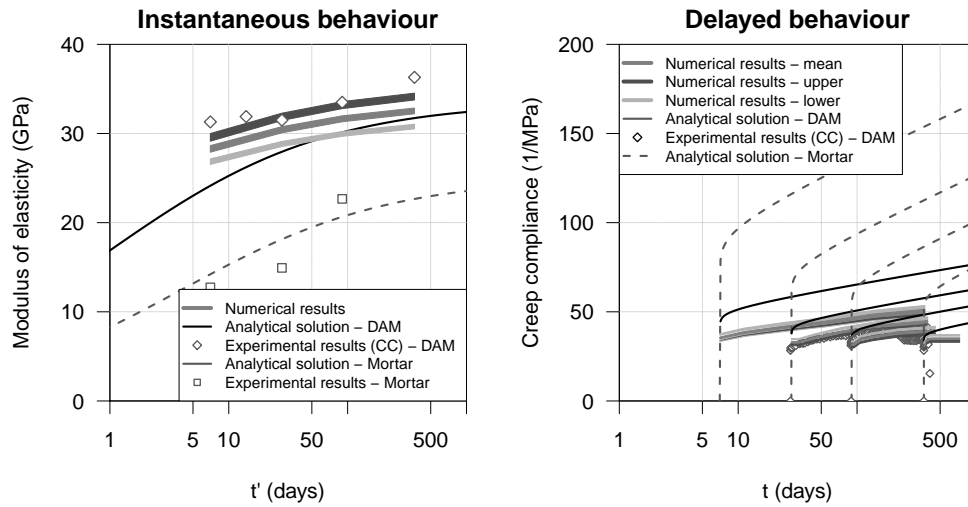 Instantaneous behaviour
40
30
20
10
0
Modulus of elasticity (GPa)
Numerical results
Analytical solution – DAM
Experimental results (CC) – DAM
Analytical solution – Mortar
Experimental results – Mortar
1 5 10 50 500
t' (days)
Delayed behaviour
200
150
100
50
0
Creep compliance (1/MPa)
Numerical results – mean
Numerical results – upper
Numerical results – lower
Analytical solution – DAM
Experimental results (CC) – DAM
Analytical solution – Mortar
1 5 10 50 500
t (days)